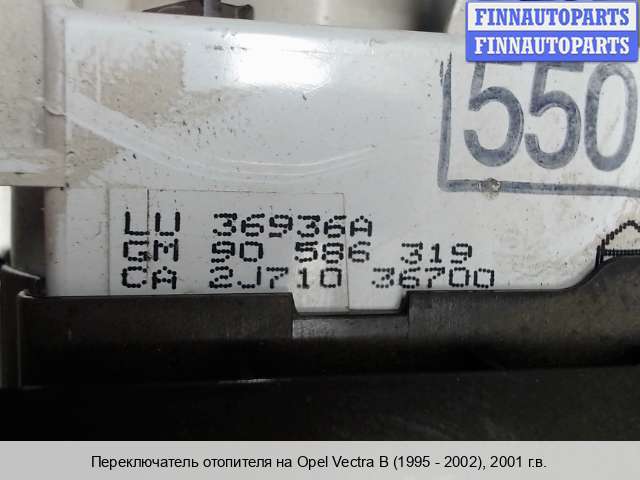 FINNAUTOPARTS
FINNAUTOPARTS
550
LU 36936A
GM 90 586 319
CA 2J710 36700
Переключатель отопителя на Opel Vectra B (1995 - 2002), 2001 г.в.